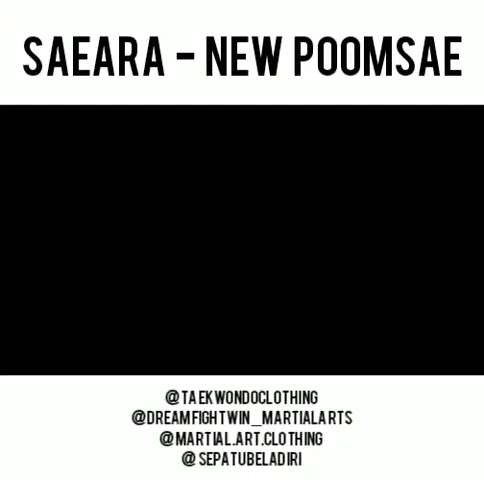 SAEARA - NEW POOMSAE
@TAEKWONDOCLOTHING
@DREAMFIGHTWIN_MARTIALARTS
@MARTIAL.ART.CLOTHING
@SEPATUBELADIRI